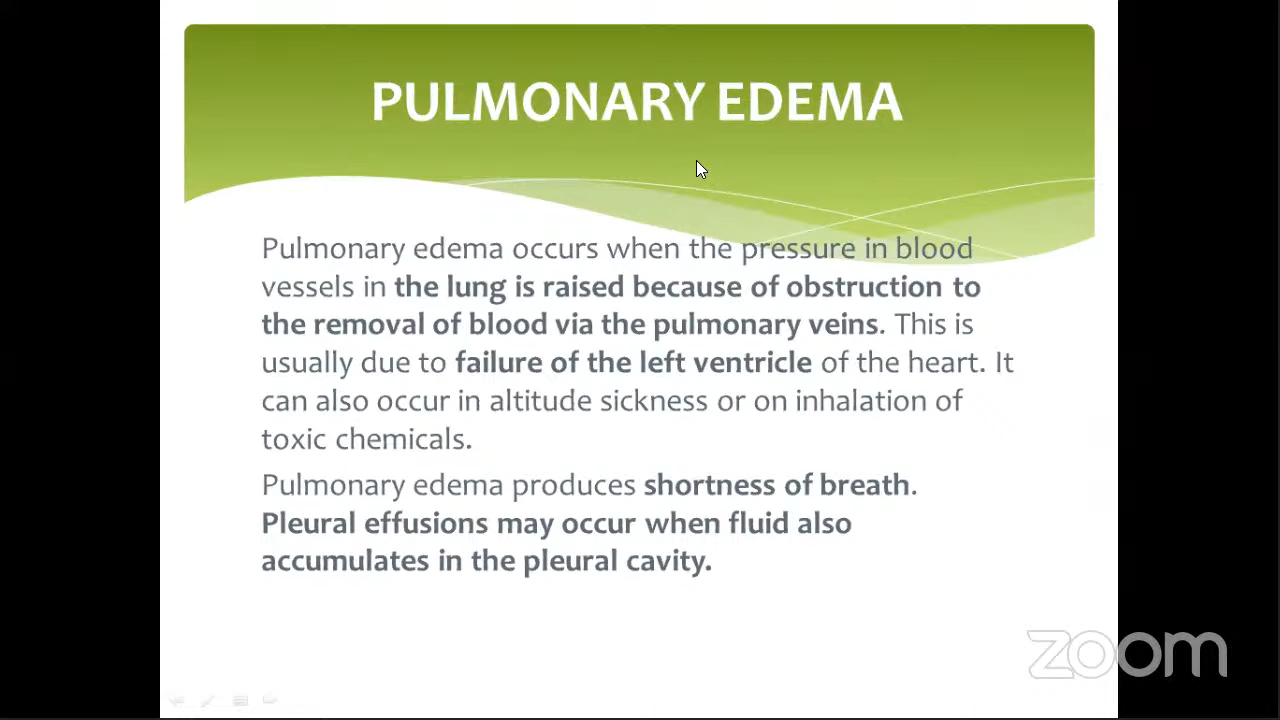 PULMONARY EDEMA
Pulmonary edema occurs when the pressure in blood
vessels in the lung is raised because of obstruction to
the removal of blood via the pulmonary veins. This is
usually due to failure of the left ventricle of the heart. It
can also occur in altitude sickness or on inhalation of
toxic chemicals.
Pulmonary edema produces shortness of breath.
Pleural effusions may occur when fluid also
accumulates in the pleural cavity.
zoom